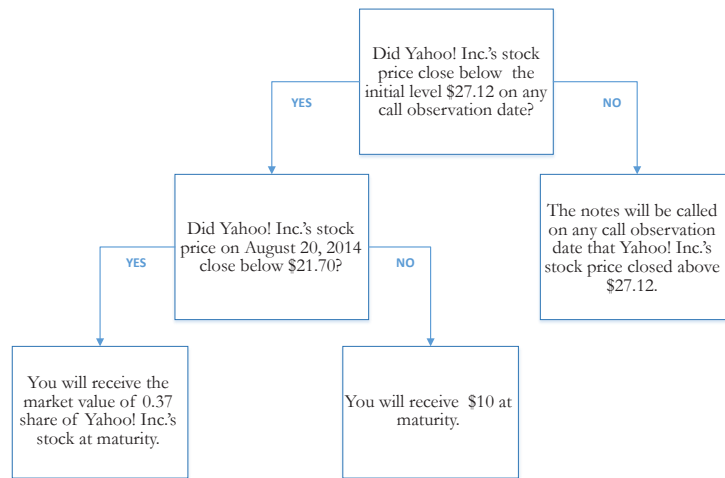 Did Yahoo! Inc.'s stock
price close below the
initial level $27.12 on any
call observation date?
YES
NO
Did Yahoo! Inc.'s stock
price on August 20, 2014
close below $21.70?
The notes will be called
on any call observation
date that Yahoo! Inc.'s
stock price closed above
$27.12.
YES
NO
You will receive the
market value of 0.37
share of Yahoo! Inc.'s
stock at maturity.
You will receive $10 at
maturity.